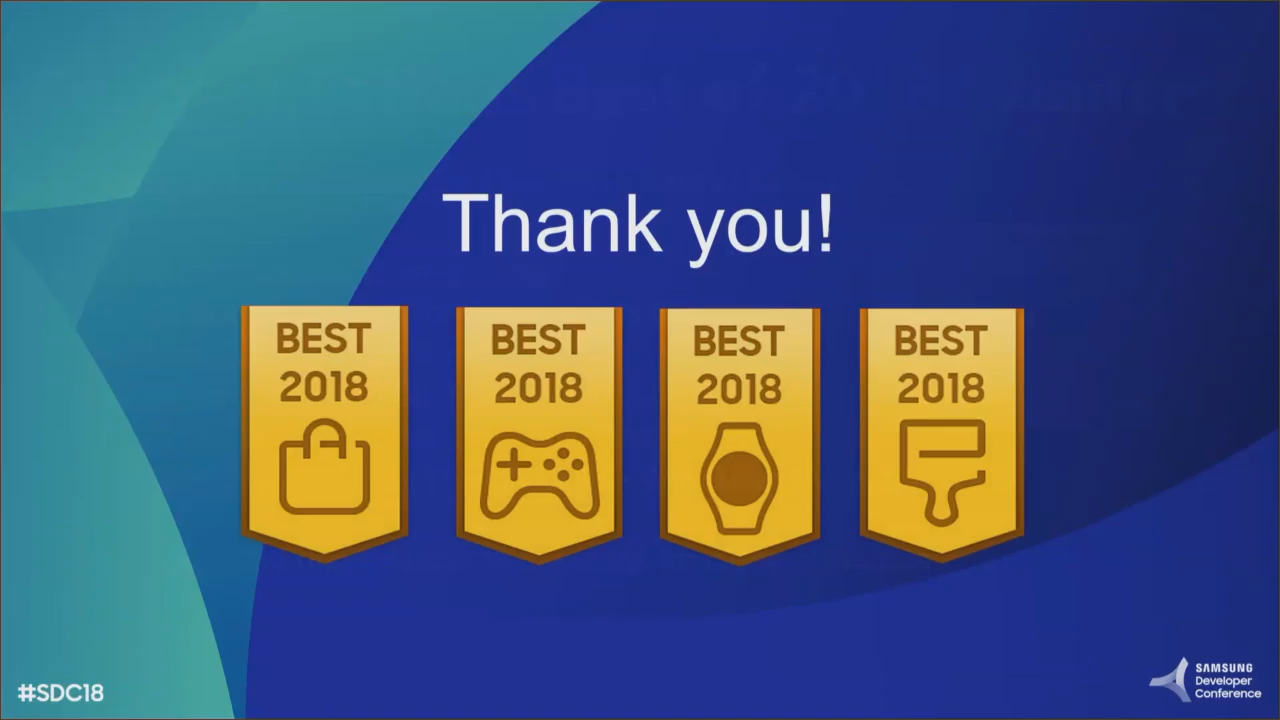 Thank you!
BEST
2018
BEST
2018
BEST
2018
BEST
2018
#SDC18
SAMSUNG
Developer
Conference